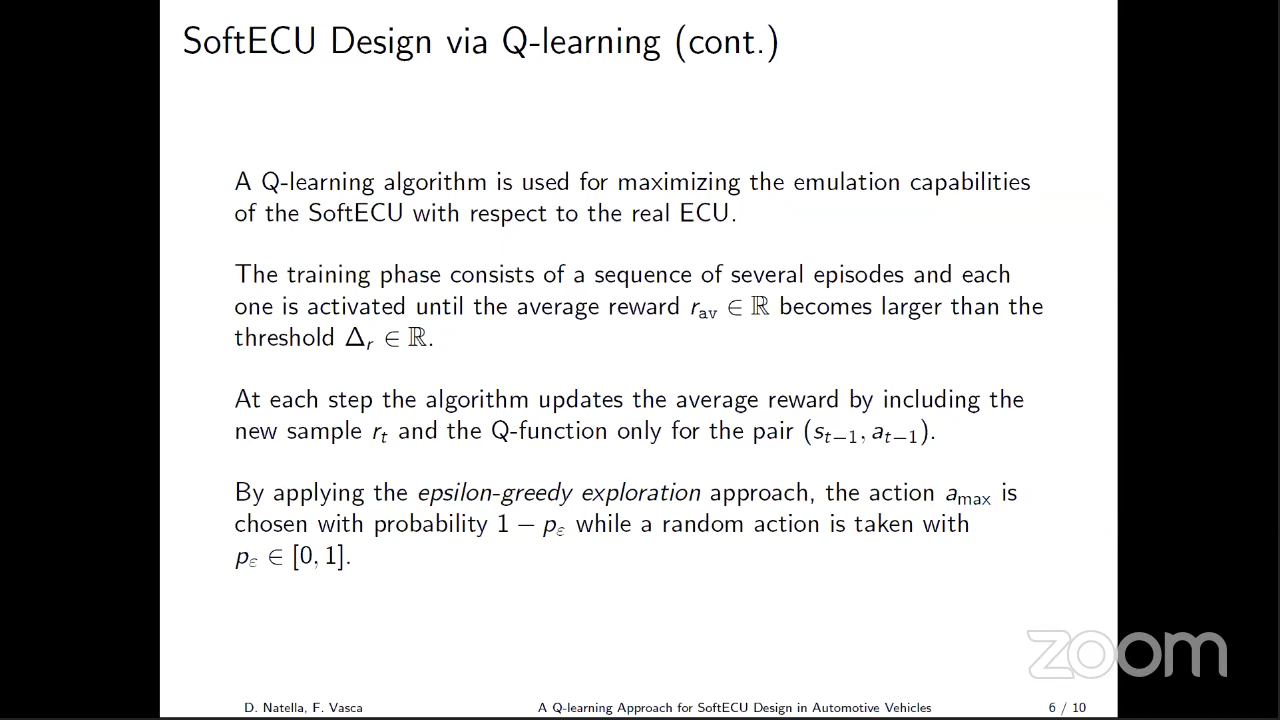 SoftECU Design via Q-learning (cont.)
A Q-learning algorithm is used for maximizing the emulation capabilities
of the SoftECU with respect to the real ECU.
The training phase consists of a sequence of several episodes and each
one is activated until the average reward r_av ∈ ℝ becomes larger than the
threshold Δ_r ∈ ℝ.
At each step the algorithm updates the average reward by including the
new sample r_t and the Q-function only for the pair (s_{t−1}, a_{t−1}).
By applying the epsilon-greedy exploration approach, the action a_max is
chosen with probability 1 − p_ε while a random action is taken with
p_ε ∈ [0, 1].
zoom
D. Natella, F. Vasca A Q-learning Approach for SoftECU Design in Automotive Vehicles 6 / 10